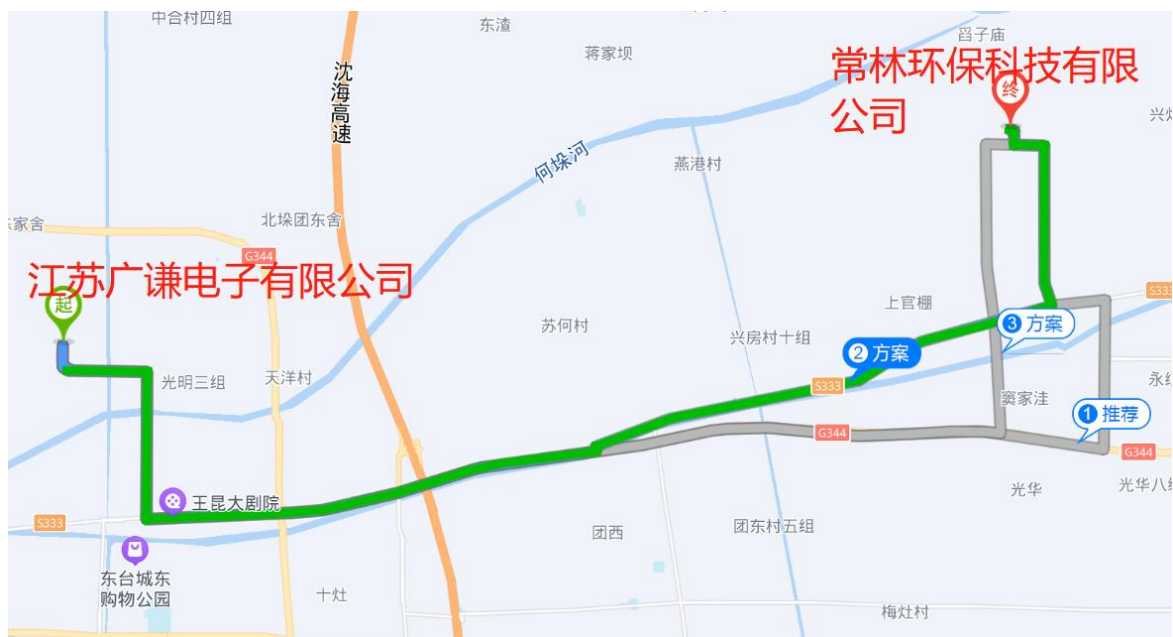 中合村四组
东渣
蒋家坝
舀子庙
沈海高速
常林环保科技有限
公司
终
何垛河
燕港村
北垛团东舍
家舍
G344
江苏广谦电子有限公司
起
上官棚
S333
苏何村
兴房村十组
3 方案
2 方案
光明三组
天洋村
S333
窦家洼
1 推荐
G344
G344
光华
光华八组
王昆大剧院
S333
团西
团东村五组
东台城东
购物公园
十灶
梅灶村